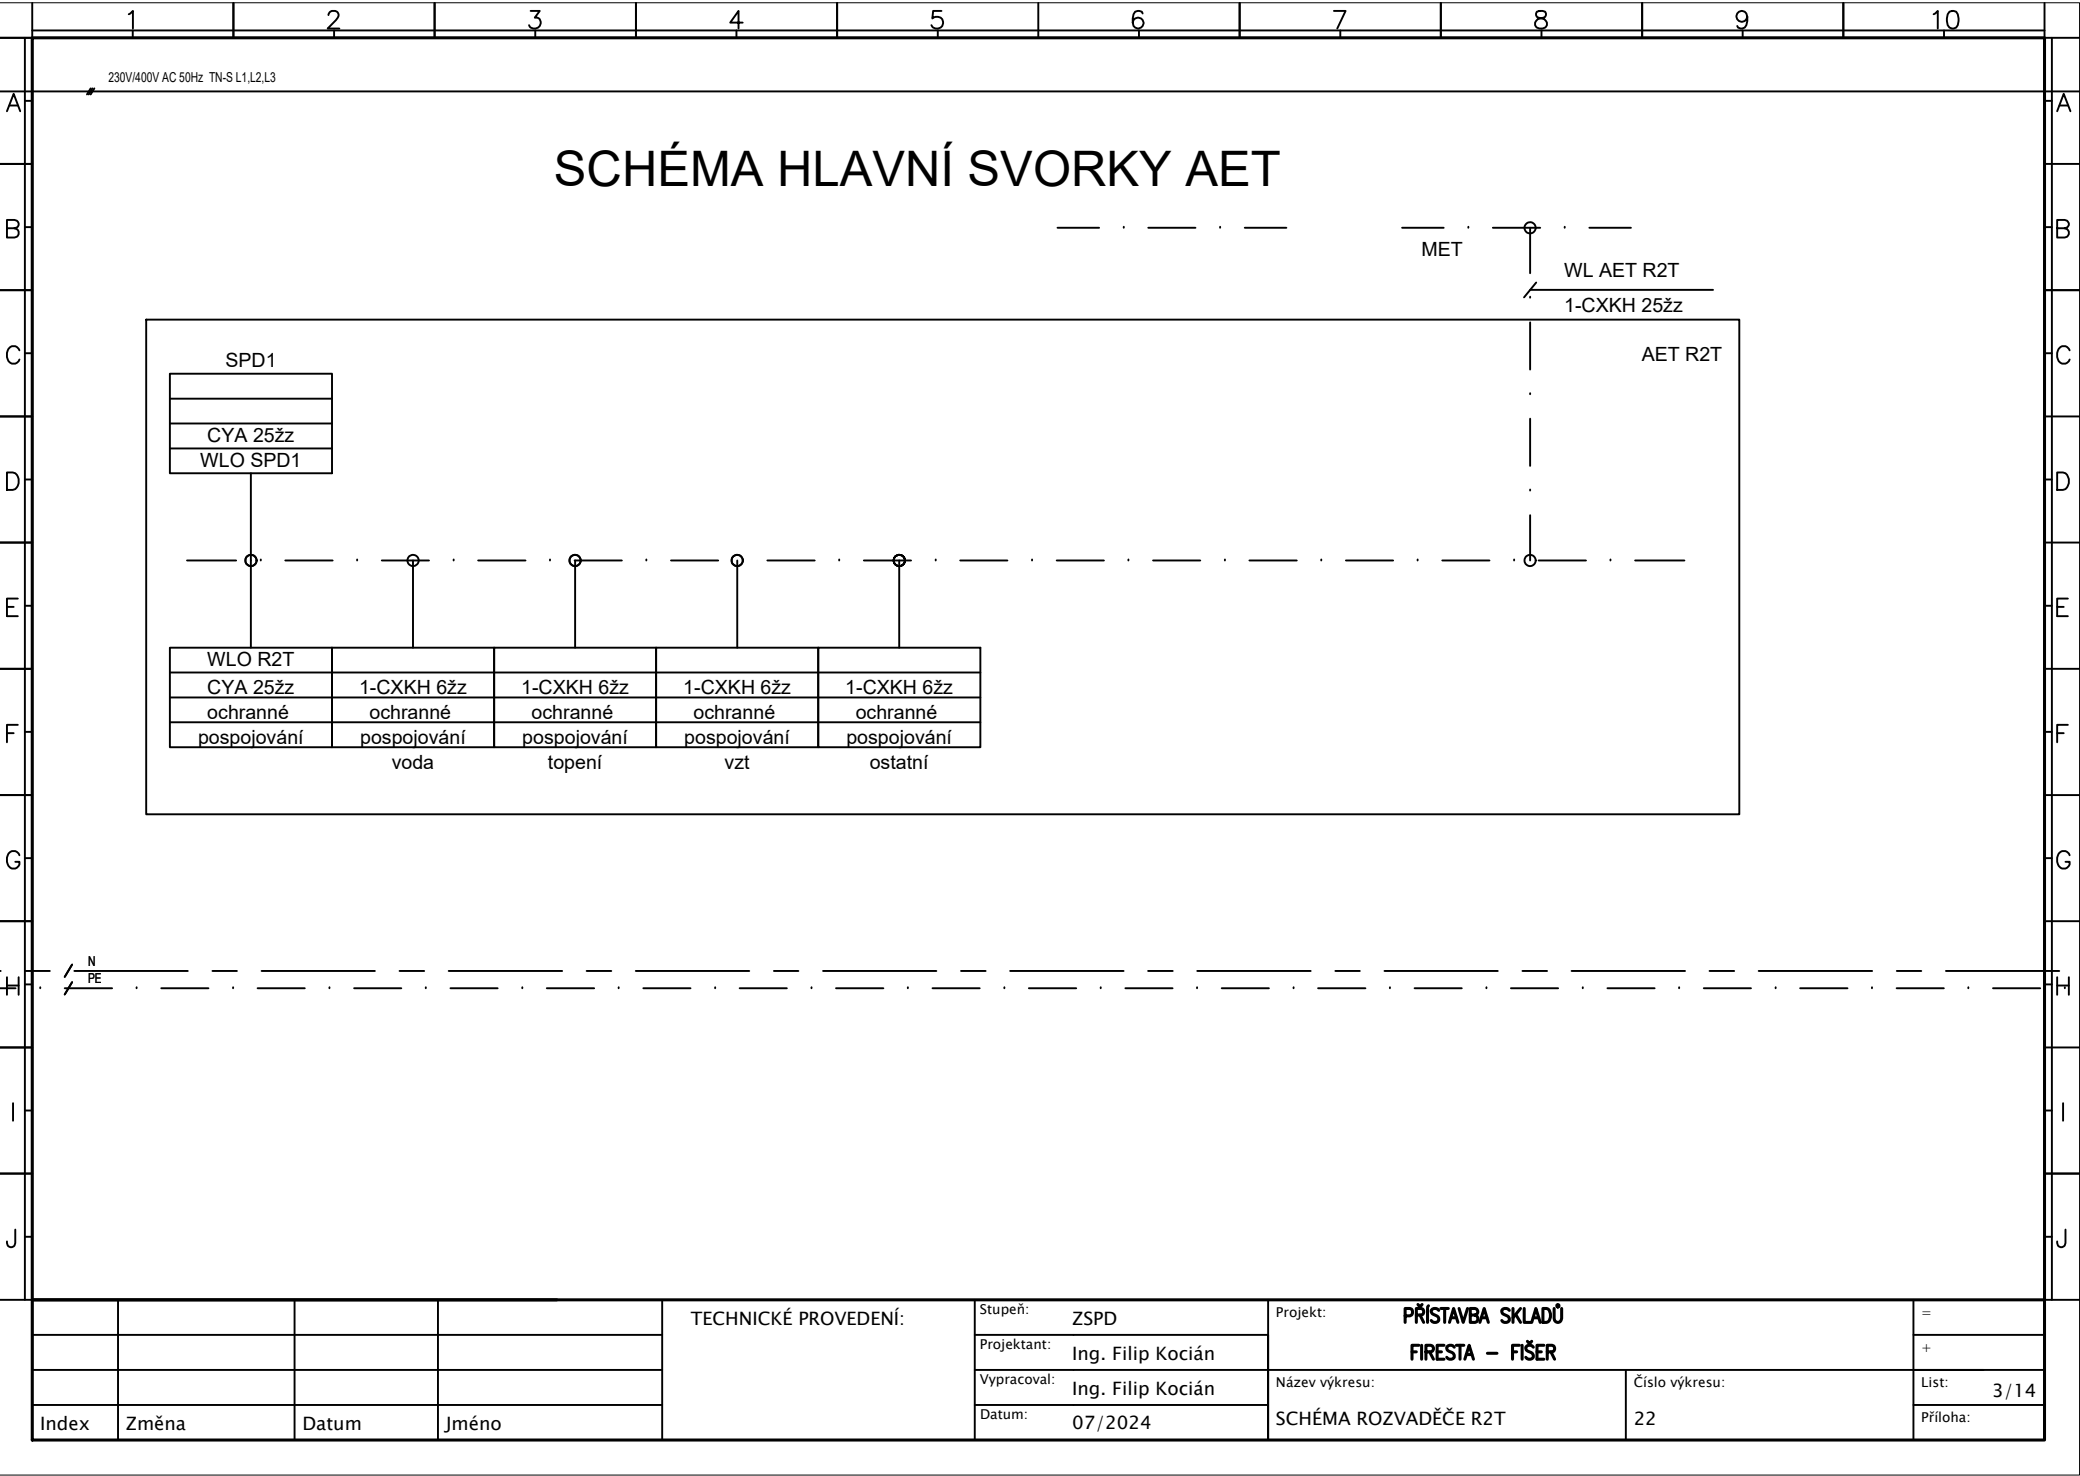 1 2 3 4 5 6 7 8 9 10
230V/400V AC 50Hz TN-S L1,L2,L3
A A
SCHÉMA HLAVNÍ SVORKY AET
B B
MET
WL AET R2T
1-CXKH 25žz
C C
SPD1 AET R2T
CYA 25žz
WLO SPD1
D D
E E
WLO R2T
CYA 25žz 1-CXKH 6žz 1-CXKH 6žz 1-CXKH 6žz 1-CXKH 6žz
ochranné ochranné ochranné ochranné ochranné
F F
pospojování pospojování pospojování pospojování pospojování
voda topení vzt ostatní
G G
N
PE
H H
I I
J J
TECHNICKÉ PROVEDENÍ: Stupeň: ZSPD Projekt: PŘÍSTAVBA SKLADŮ =
Projektant: Ing. Filip Kocián FIRESTA – FIŠER +
Vypracoval: Ing. Filip Kocián Název výkresu: Číslo výkresu: List: 3/14
Index Změna Datum Jméno Datum: 07/2024 SCHÉMA ROZVADĚČE R2T 22 Příloha: